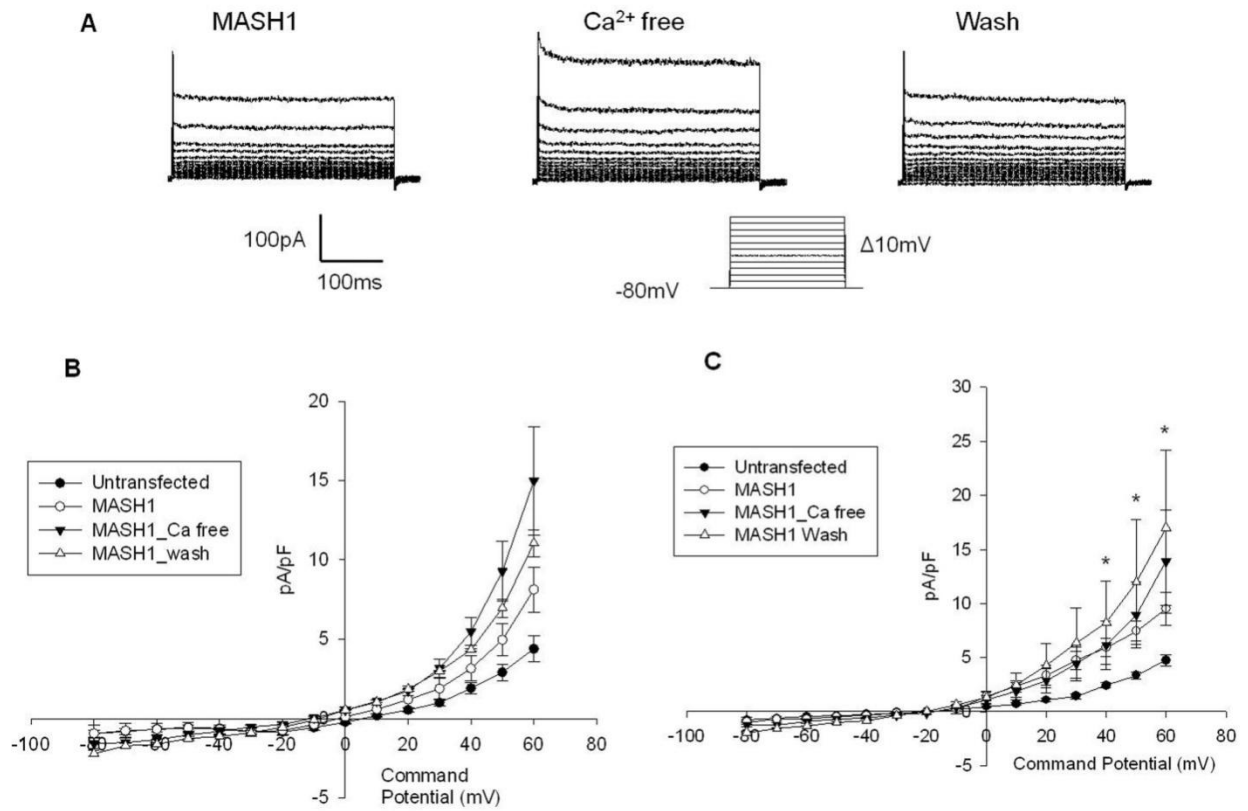 A
MASH1
Ca²⁺ free
Wash
100pA
100ms
-80mV
Δ10mV
B
Untransfected
MASH1
MASH1_Ca free
MASH1_wash
pA/pF
20
15
10
5
-5
-100 -80 -60 -40 -20 0 20 40 60 80
Command
Potential (mV)
C
Untransfected
MASH1
MASH1_Ca free
MASH1 Wash
pA/pF
30
25
20
15
10
5
0
-5
* * *
-100 -80 -60 -40 -20 0 20 40 60 80
Command Potential (mV)